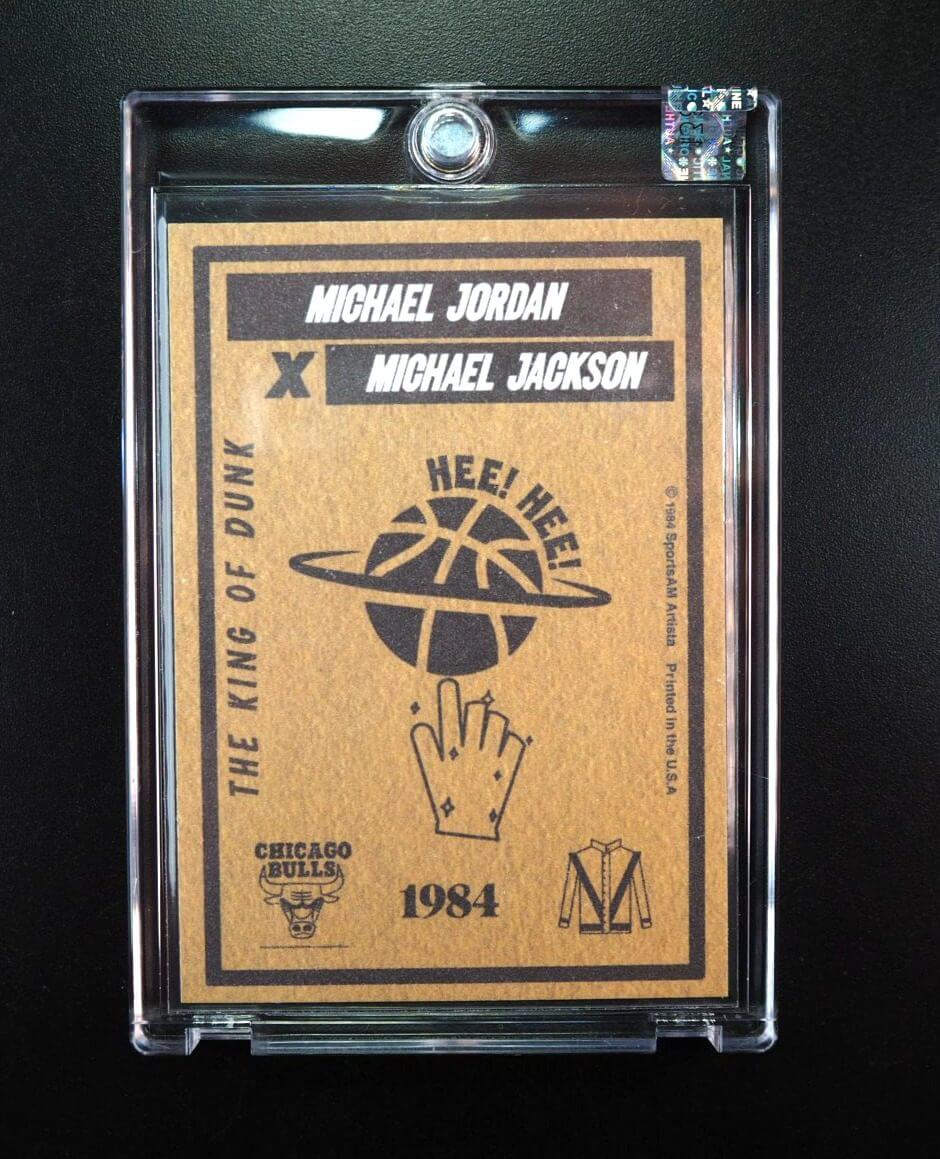 MICHAEL JORDAN
X MICHAEL JACKSON
HEE! HEE!
THE KING OF DUNK
© 1984 SportsAM Artista Printed in the U.S.A
CHICAGO
BULLS
1984